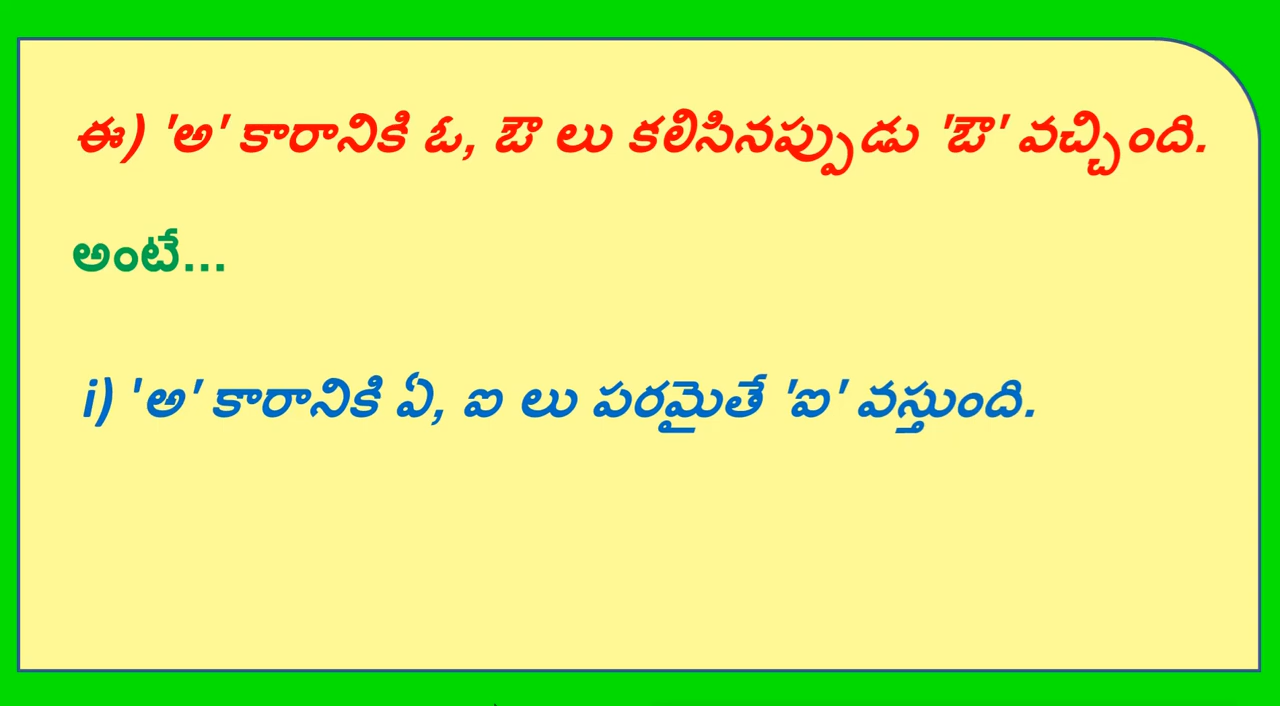 ఈ) 'అ' కారానికి ఓ, ఔ లు కలిసినప్పుడు 'ఔ' వచ్చింది.
అంటే...
i) 'అ' కారానికి ఏ, ఐ లు పరమైతే 'ఐ' వస్తుంది.